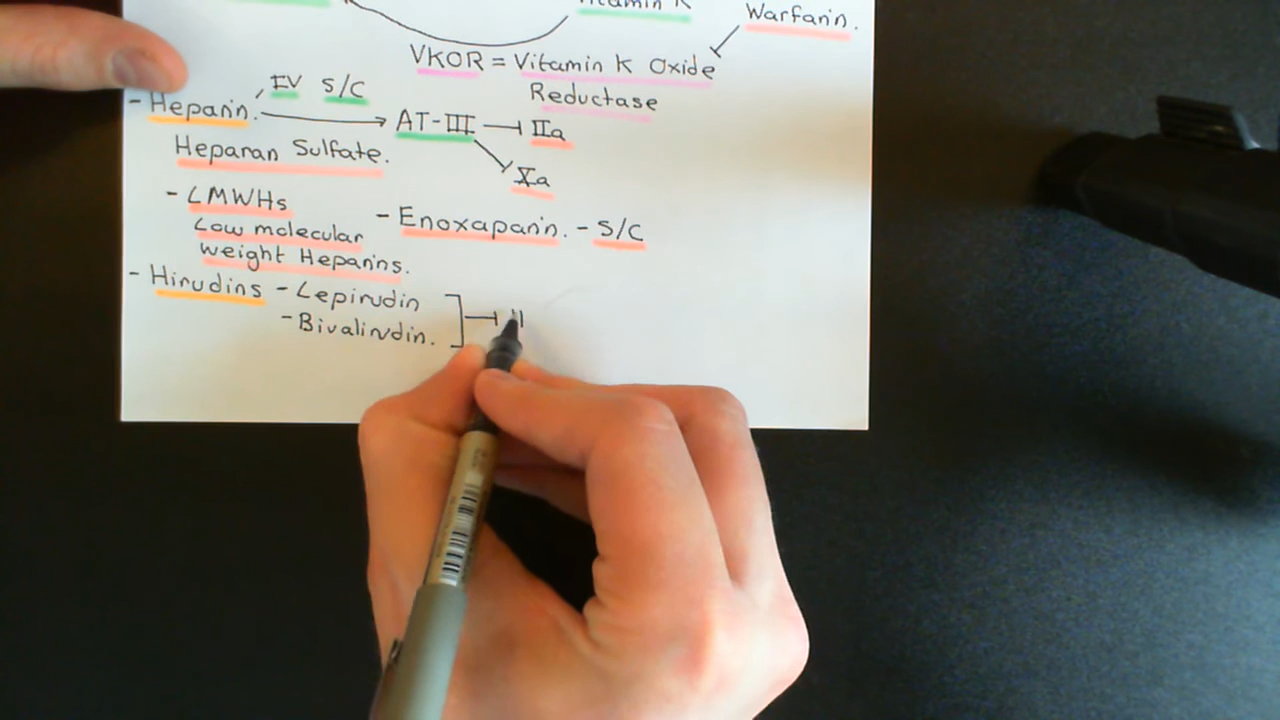 Vitamin K
Warfarin.
VKOR = Vitamin K Oxide
Reductase
- Heparin. IV S/C → AT-III ⊣ IIa
Heparan Sulfate.
Xa
- LMWHs
Low molecular
weight Heparins.
- Enoxaparin. - S/C
- Hirudins - Lepirudin
- Bivalirudin.